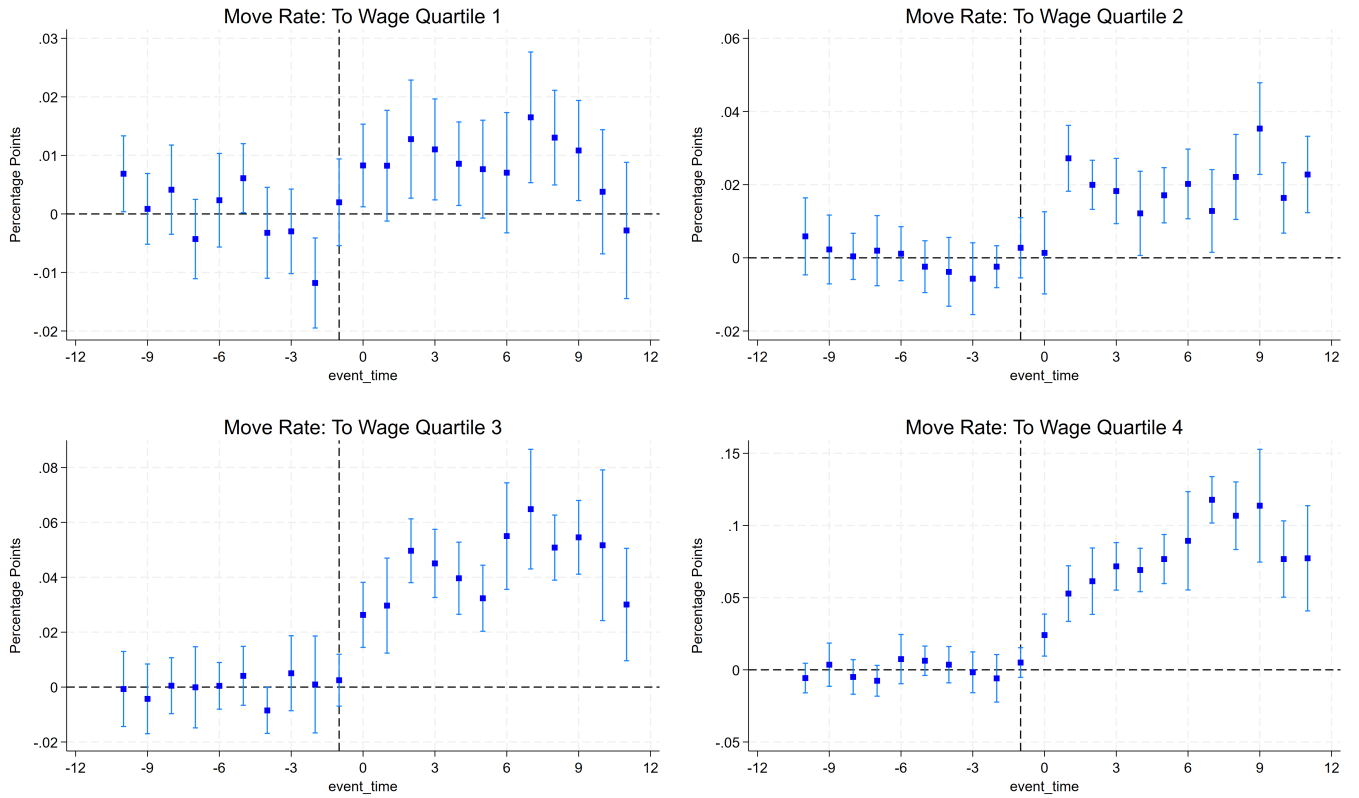 Move Rate: To Wage Quartile 1
Percentage Points
.03
.02
.01
0
-.01
-.02
-12 -9 -6 -3 0 3 6 9 12
event_time
Move Rate: To Wage Quartile 2
Percentage Points
.06
.04
.02
0
-.02
-12 -9 -6 -3 0 3 6 9 12
event_time
Move Rate: To Wage Quartile 3
Percentage Points
.08
.06
.04
.02
0
-.02
-12 -9 -6 -3 0 3 6 9 12
event_time
Move Rate: To Wage Quartile 4
Percentage Points
.15
.1
.05
0
-.05
-12 -9 -6 -3 0 3 6 9 12
event_time